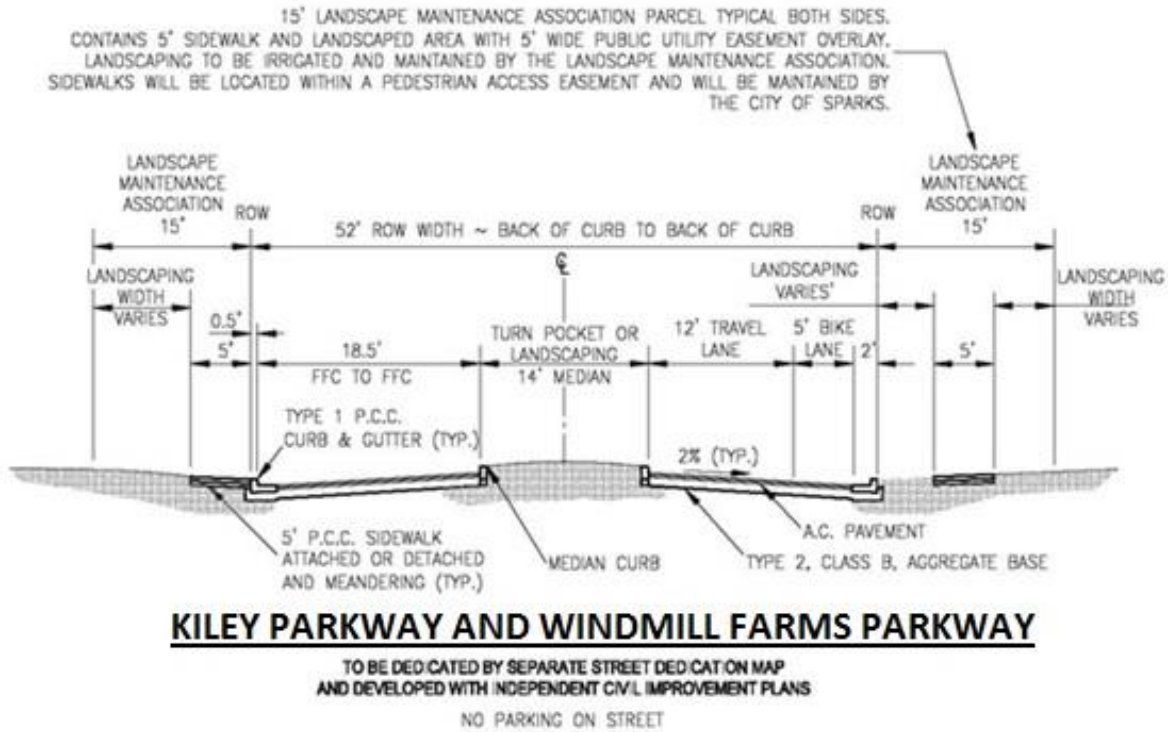 15' LANDSCAPE MAINTENANCE ASSOCIATION PARCEL TYPICAL BOTH SIDES.
CONTAINS 5' SIDEWALK AND LANDSCAPED AREA WITH 5' WIDE PUBLIC UTILITY EASEMENT OVERLAY.
LANDSCAPING TO BE IRRIGATED AND MAINTAINED BY THE LANDSCAPE MAINTENANCE ASSOCIATION.
SIDEWALKS WILL BE LOCATED WITHIN A PEDESTRIAN ACCESS EASEMENT AND WILL BE MAINTAINED BY
THE CITY OF SPARKS.
LANDSCAPE
MAINTENANCE
ASSOCIATION
15'
ROW
52' ROW WIDTH ~ BACK OF CURB TO BACK OF CURB
ROW
LANDSCAPE
MAINTENANCE
ASSOCIATION
15'
LANDSCAPING
WIDTH
VARIES
0.5'
5'
18.5'
FFC TO FFC
℄
TURN POCKET OR
LANDSCAPING
14' MEDIAN
12' TRAVEL
LANE
LANDSCAPING
VARIES'
5' BIKE
LANE
2'
5'
LANDSCAPING
WIDTH
VARIES
TYPE 1 P.C.C.
CURB & GUTTER (TYP.)
2% (TYP.)
5' P.C.C. SIDEWALK
ATTACHED OR DETACHED
AND MEANDERING (TYP.)
MEDIAN CURB
A.C. PAVEMENT
TYPE 2, CLASS B, AGGREGATE BASE
KILEY PARKWAY AND WINDMILL FARMS PARKWAY
TO BE DEDICATED BY SEPARATE STREET DEDICATION MAP
AND DEVELOPED WITH INDEPENDENT CIVIL IMPROVEMENT PLANS
NO PARKING ON STREET